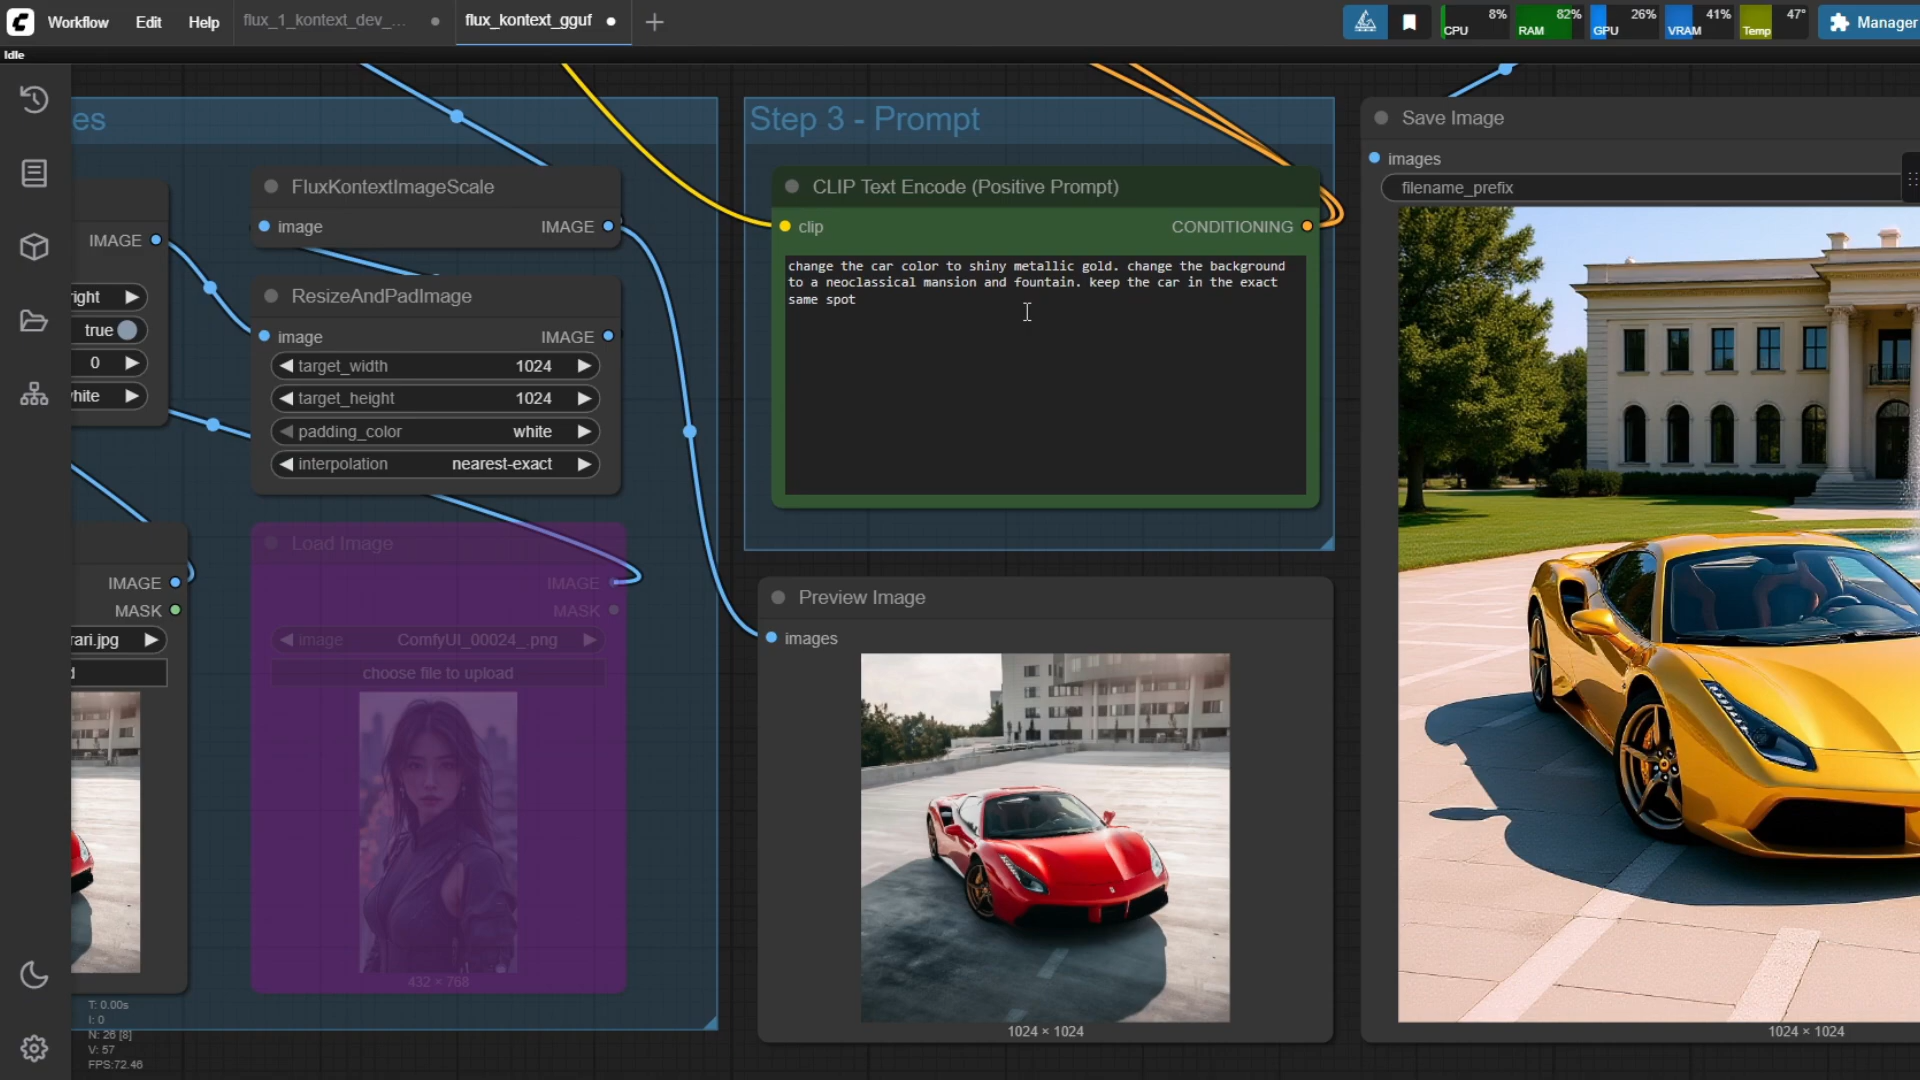 Workflow
Edit
Help
flux_1_kontext_dev_...
flux_kontext_gguf
8%
CPU
82%
RAM
26%
GPU
41%
VRAM
47°
Temp
Manager
Idle
es
IMAGE
right
true
0
white
FluxKontextImageScale
image
IMAGE
ResizeAndPadImage
image
IMAGE
target_width 1024
target_height 1024
padding_color white
interpolation nearest-exact
IMAGE
MASK
rari.jpg
d
Load Image
IMAGE
MASK
image ComfyUI_00024_.png
choose file to upload
432 × 768
T: 0.00s
I: 0
N: 26 [8]
V: 57
FPS:72.46
Step 3 - Prompt
CLIP Text Encode (Positive Prompt)
clip
CONDITIONING
change the car color to shiny metallic gold. change the background
to a neoclassical mansion and fountain. keep the car in the exact
same spot
Preview Image
images
1024 × 1024
Save Image
images
filename_prefix
1024 × 1024